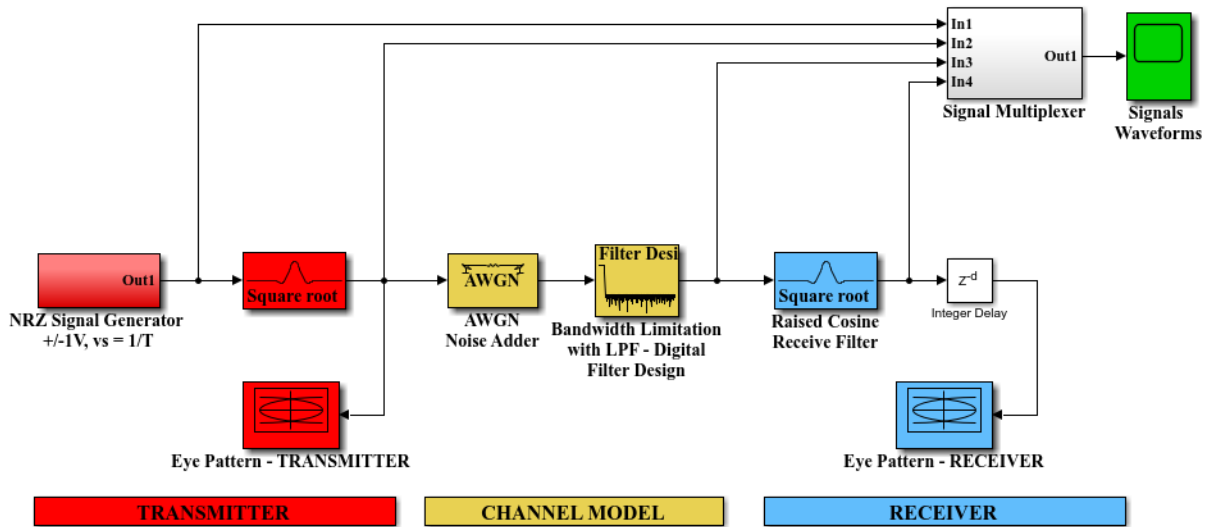 In1
In2
In3
In4
Out1
Signal Multiplexer
Signals
Waveforms
Out1
NRZ Signal Generator
+/-1V, vs = 1/T
Square root
AWGN
AWGN
Noise Adder
Filter Desi
Bandwidth Limitation
with LPF - Digital
Filter Design
Square root
Raised Cosine
Receive Filter
z-d
Integer Delay
Eye Pattern - TRANSMITTER
Eye Pattern - RECEIVER
TRANSMITTER
CHANNEL MODEL
RECEIVER